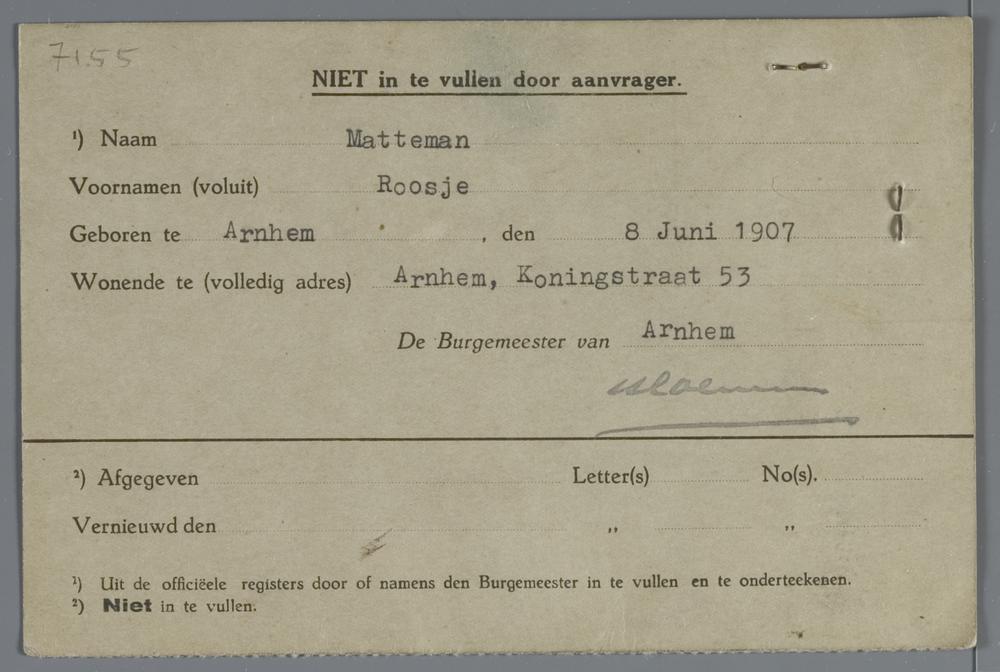 7155
NIET in te vullen door aanvrager.
¹) Naam Matteman
Voornamen (voluit) Roosje
Geboren te Arnhem , den 8 Juni 1907
Wonende te (volledig adres) Arnhem, Koningstraat 53
De Burgemeester van Arnhem
²) Afgegeven Letter(s) No(s).
Vernieuwd den „ „
¹) Uit de officiëele registers door of namens den Burgemeester in te vullen en te onderteekenen.
²) Niet in te vullen.